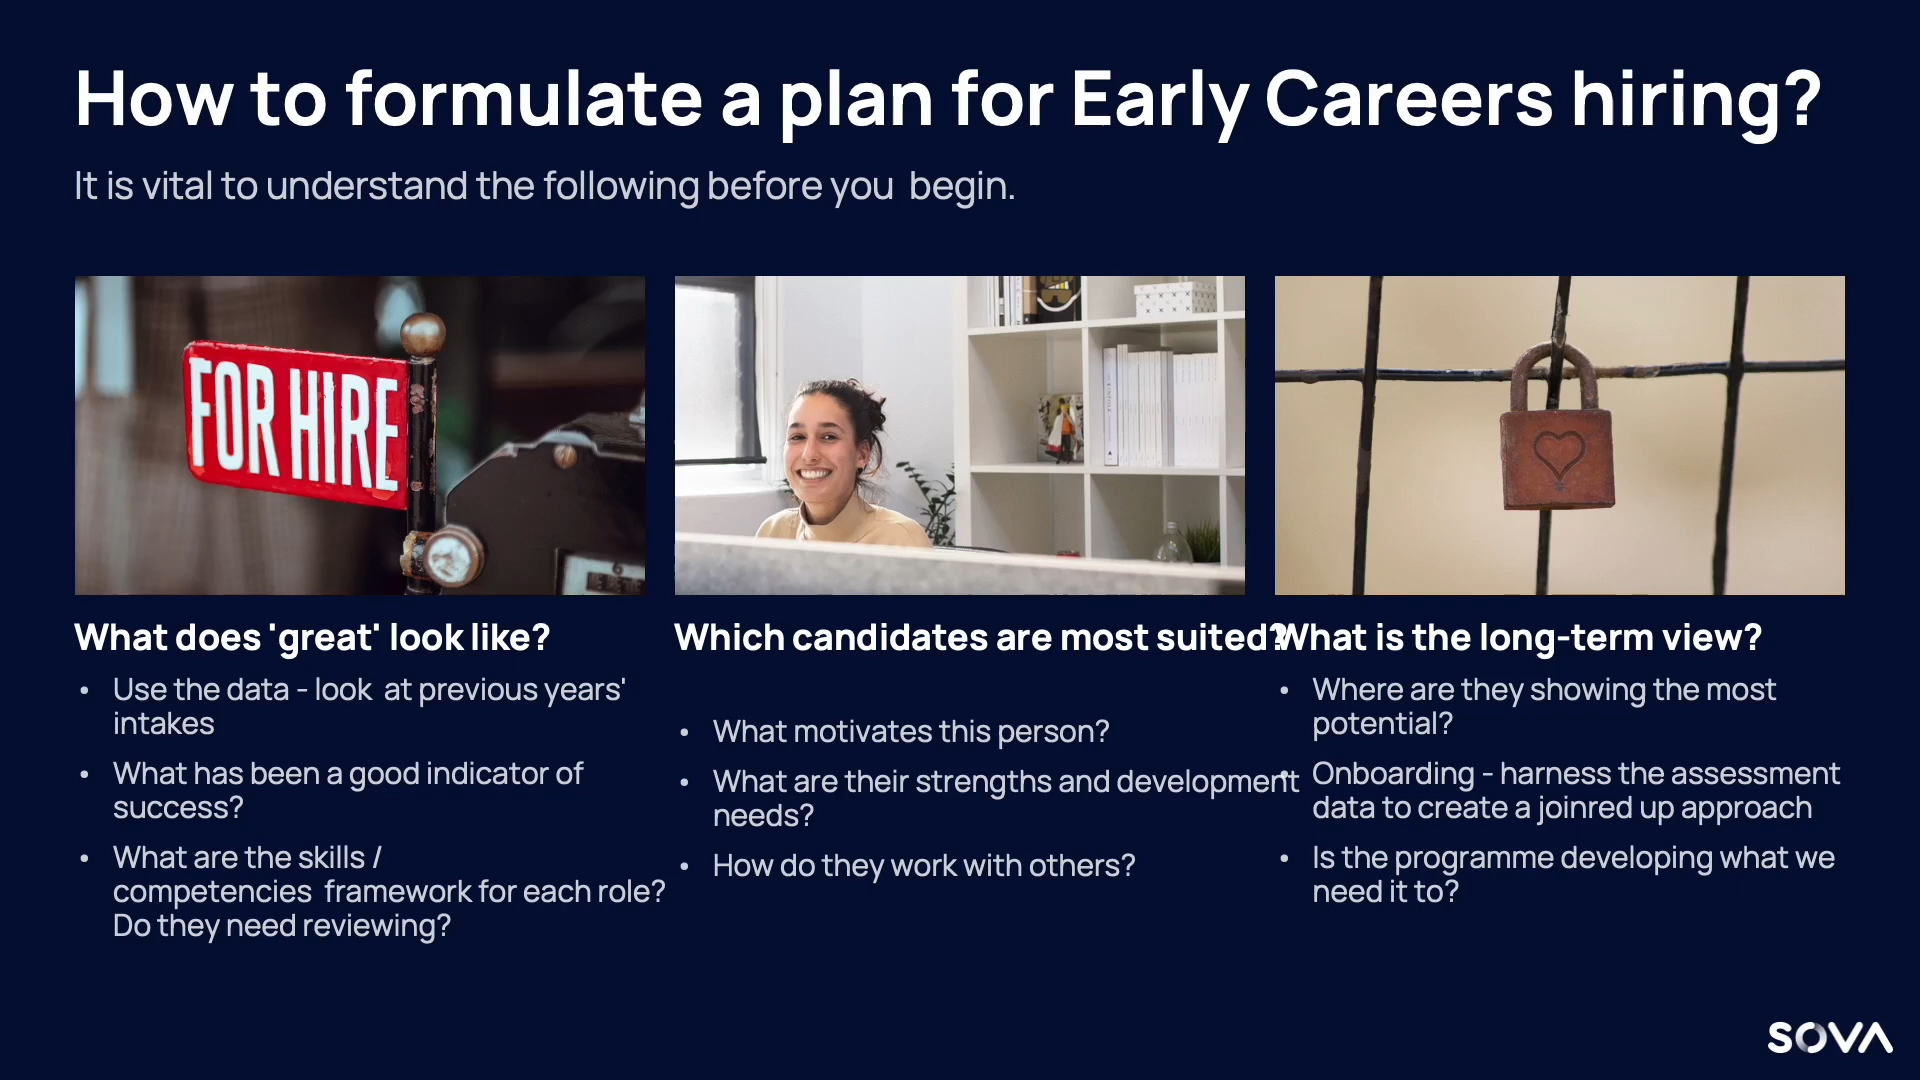 How to formulate a plan for Early Careers hiring?
It is vital to understand the following before you  begin.
FOR HIRE
What does 'great' look like?
• Use the data - look  at previous years'
intakes
• What has been a good indicator of
success?
• What are the skills /
competencies  framework for each role?
Do they need reviewing?
Which candidates are most suited?
• What motivates this person?
• What are their strengths and development
needs?
• How do they work with others?
What is the long-term view?
• Where are they showing the most
potential?
• Onboarding - harness the assessment
data to create a joinred up approach
• Is the programme developing what we
need it to?
SOVA